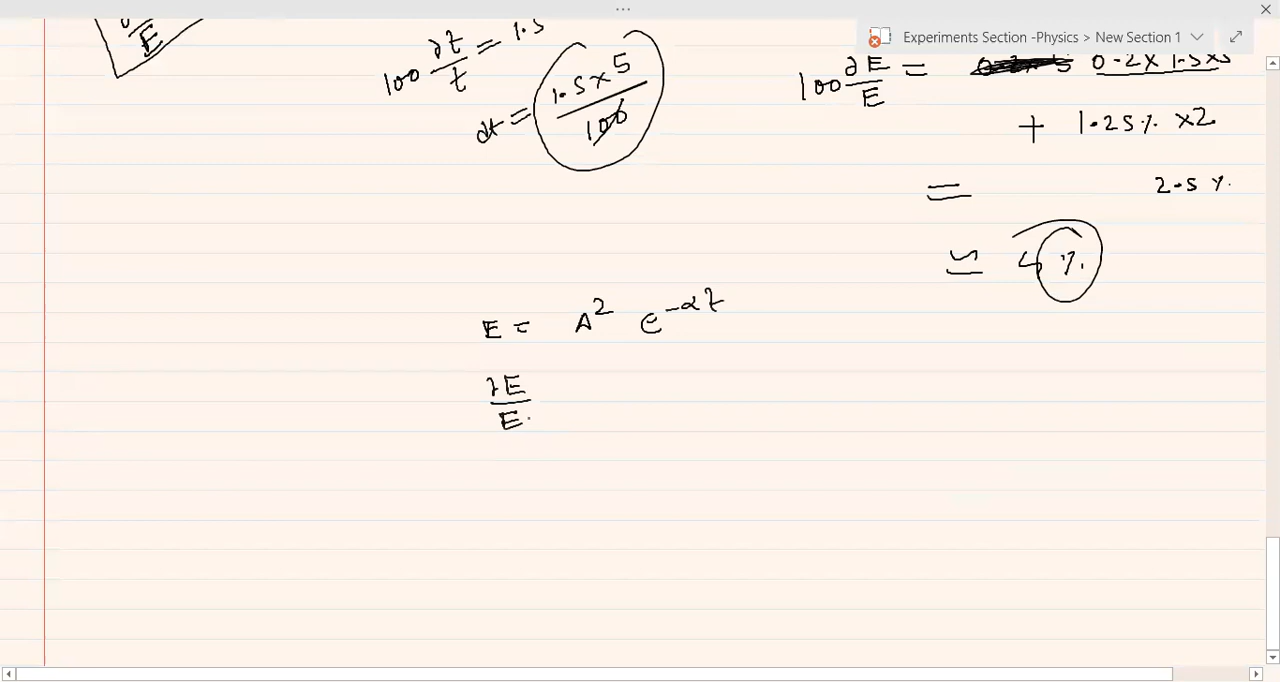 Experiments Section -Physics > New Section 1
E
100 ∂t/t = 1.5
dt = 1.5 x 5 / 100
100 ∂E/E = 0.2 x 1.5 x 5
+ 1.25% x 2
= 2.5 %
≃ 4 %
E = A² e^-αt
∂E/E